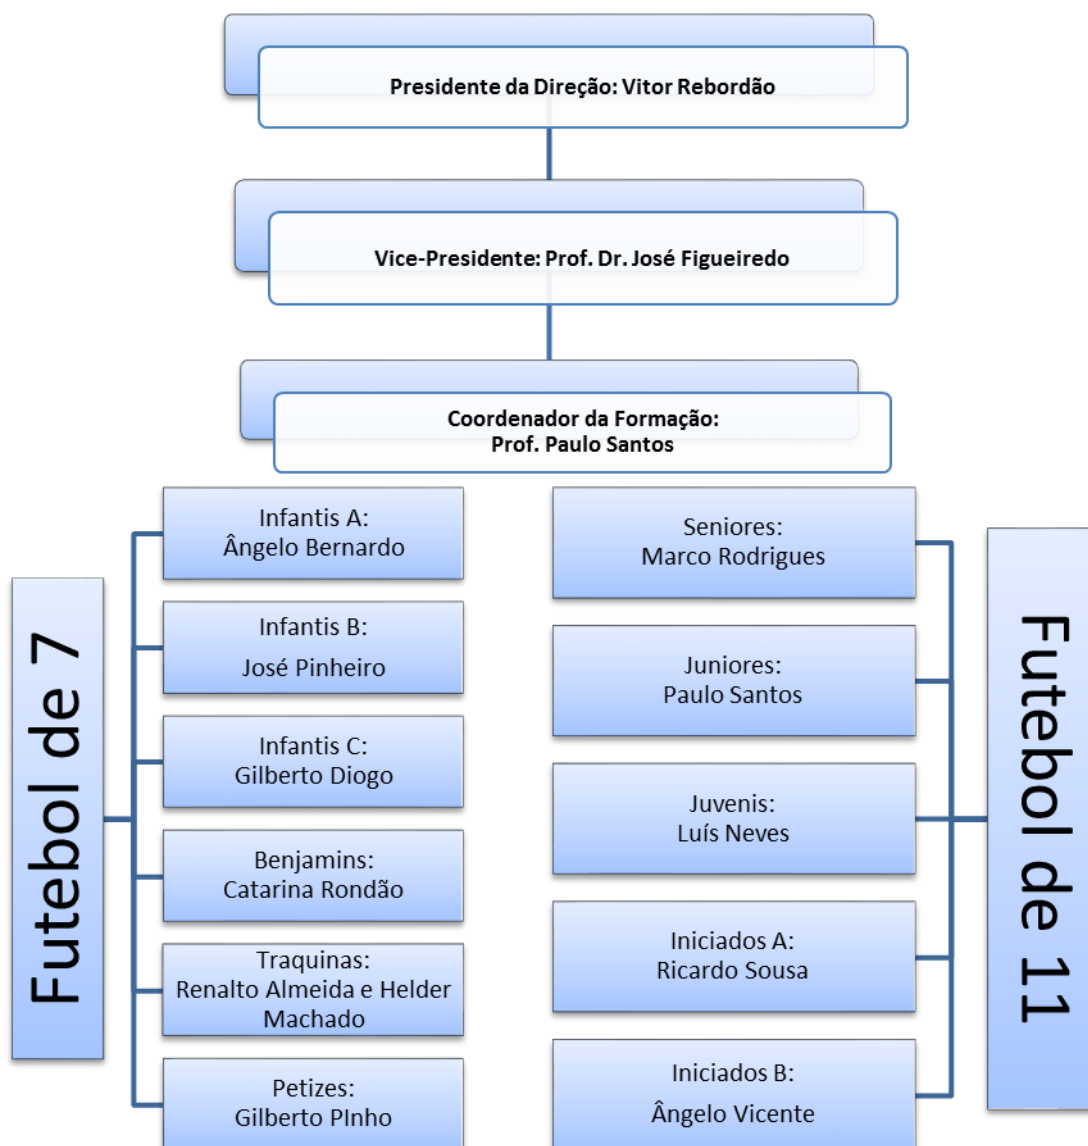 Presidente da Direção: Vitor Rebordão
Vice-Presidente: Prof. Dr. José Figueiredo
Coordenador da Formação:
Prof. Paulo Santos
Futebol de 7
Infantis A:
Ângelo Bernardo
Infantis B:
José Pinheiro
Infantis C:
Gilberto Diogo
Benjamins:
Catarina Rondão
Traquinas:
Renalto Almeida e Helder
Machado
Petizes:
Gilberto PInho
Seniores:
Marco Rodrigues
Juniores:
Paulo Santos
Juvenis:
Luís Neves
Iniciados A:
Ricardo Sousa
Iniciados B:
Ângelo Vicente
Futebol de 11